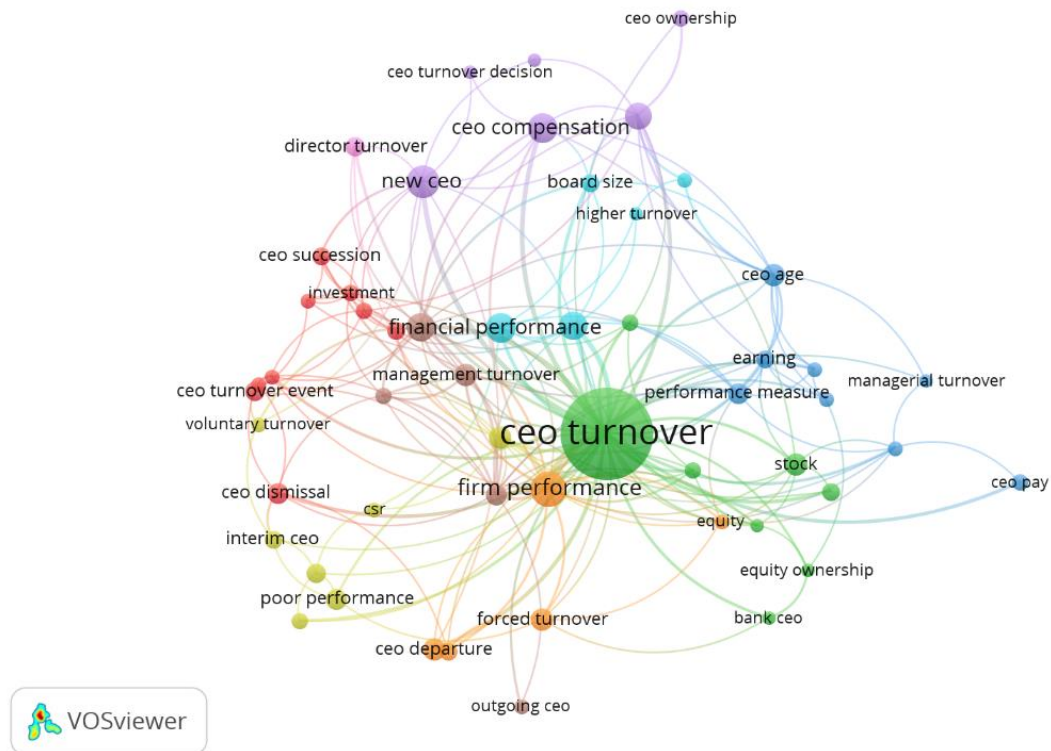 ceo ownership
ceo turnover decision
ceo compensation
director turnover
new ceo
board size
higher turnover
ceo succession
ceo age
investment
financial performance
earning
management turnover
managerial turnover
ceo turnover event
performance measure
voluntary turnover
ceo turnover
stock
ceo dismissal
firm performance
ceo pay
csr
equity
interim ceo
equity ownership
poor performance
forced turnover
bank ceo
ceo departure
outgoing ceo
VOSviewer